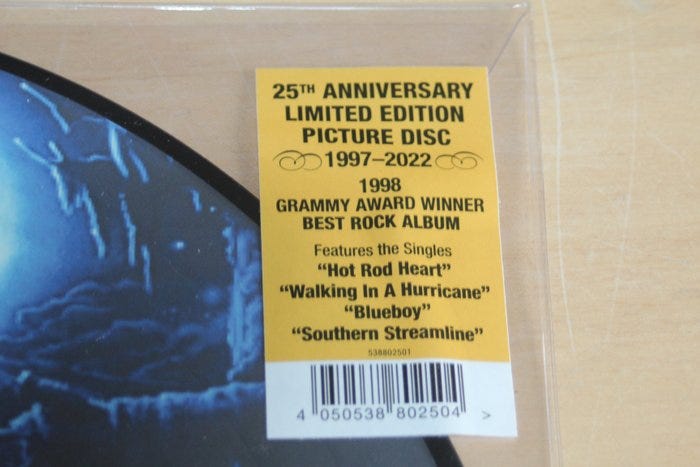 25TH ANNIVERSARY
LIMITED EDITION
PICTURE DISC
1997–2022
1998
GRAMMY AWARD WINNER
BEST ROCK ALBUM
Features the Singles
“Hot Rod Heart”
“Walking In A Hurricane”
“Blueboy”
“Southern Streamline”
538802501
4 050538 802504 >